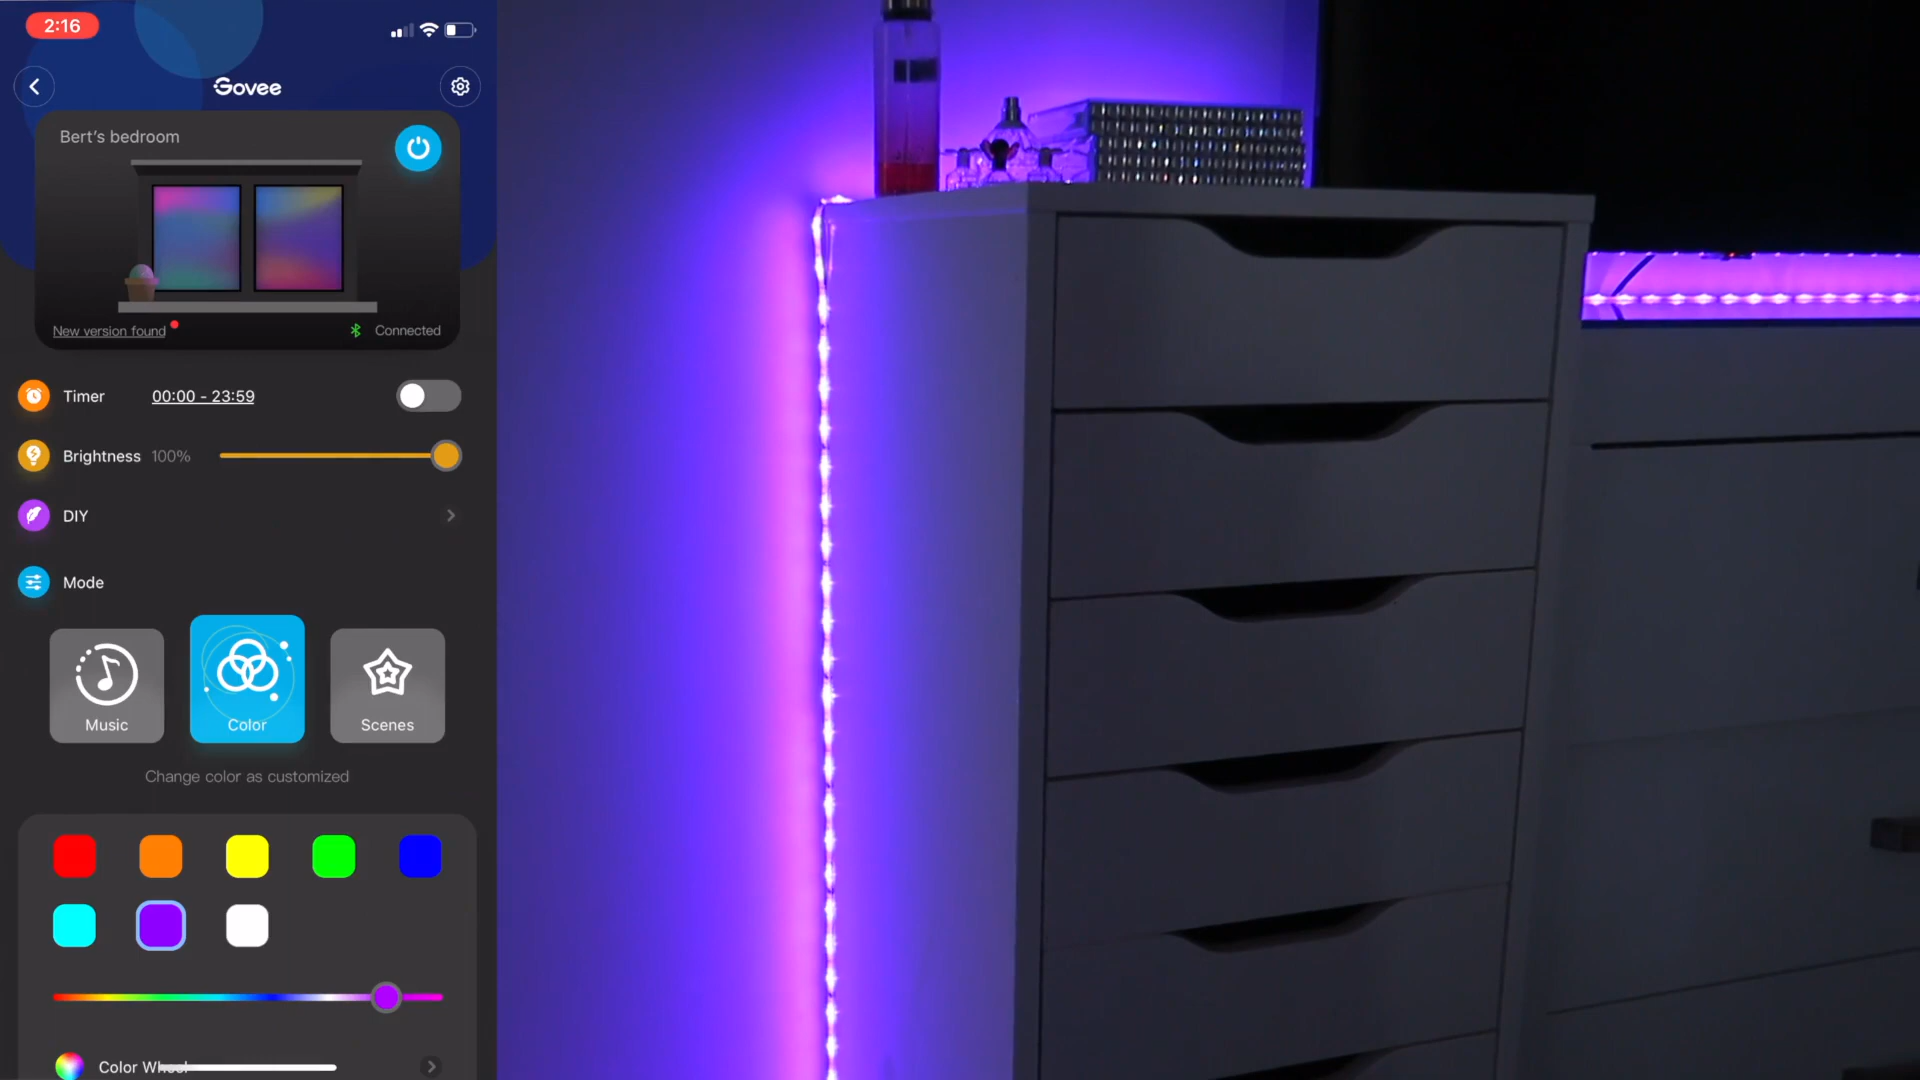 2:16
Govee
Bert's bedroom
New version found
Connected
Timer
00:00 - 23:59
Brightness 100%
DIY
Mode
Music
Color
Scenes
Change color as customized
Color Wheel